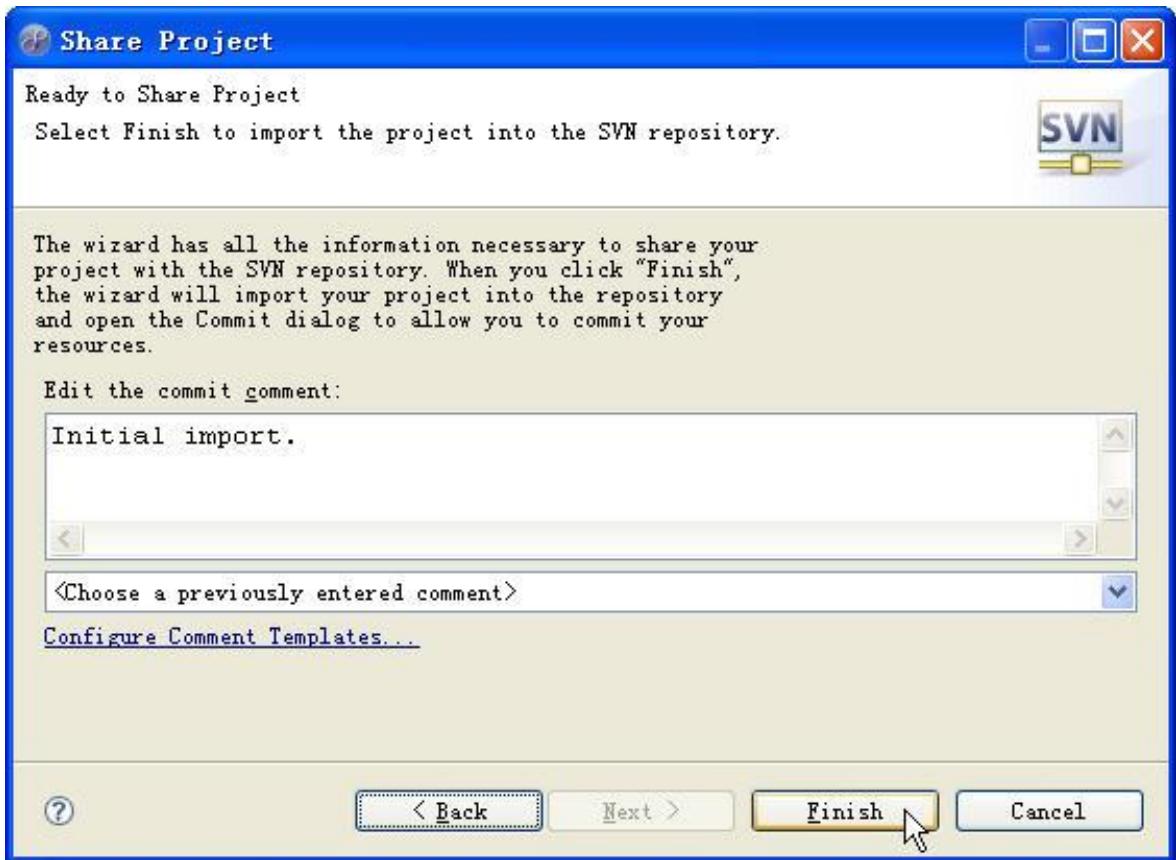 Share Project
Ready to Share Project
Select Finish to import the project into the SVN repository.
SVN
The wizard has all the information necessary to share your
project with the SVN repository. When you click "Finish",
the wizard will import your project into the repository
and open the Commit dialog to allow you to commit your
resources.
Edit the commit comment:
Initial import.
<Choose a previously entered comment>
Configure Comment Templates...
?
< Back
Next >
Finish
Cancel